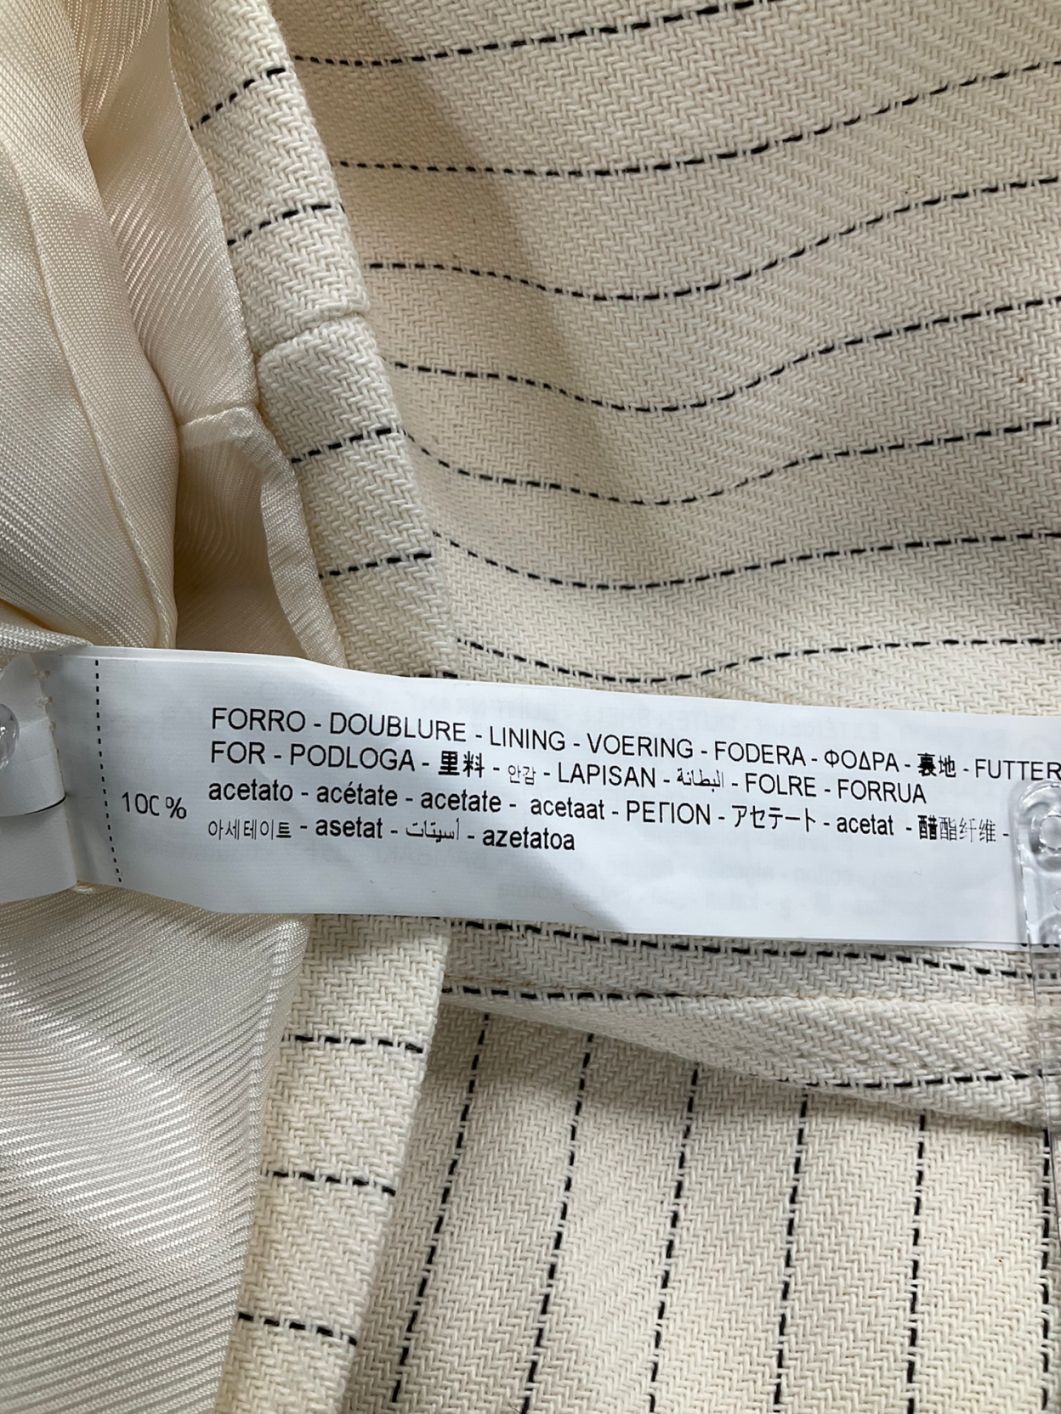 FORRO - DOUBLURE - LINING - VOERING - FODERA - ΦΟΔΡΑ - 裏地 - FUTTER
FOR - PODLOGA - 里料 - 안감 - LAPISAN - البطانة - FOLRE - FORRUA
100 % acetato - acétate - acetate - acetaat - ΡΕΓΙΟΝ - アセテート - acetat - 醋酯纤维 -
아세테이트 - asetat - أسيتات - azetatoa